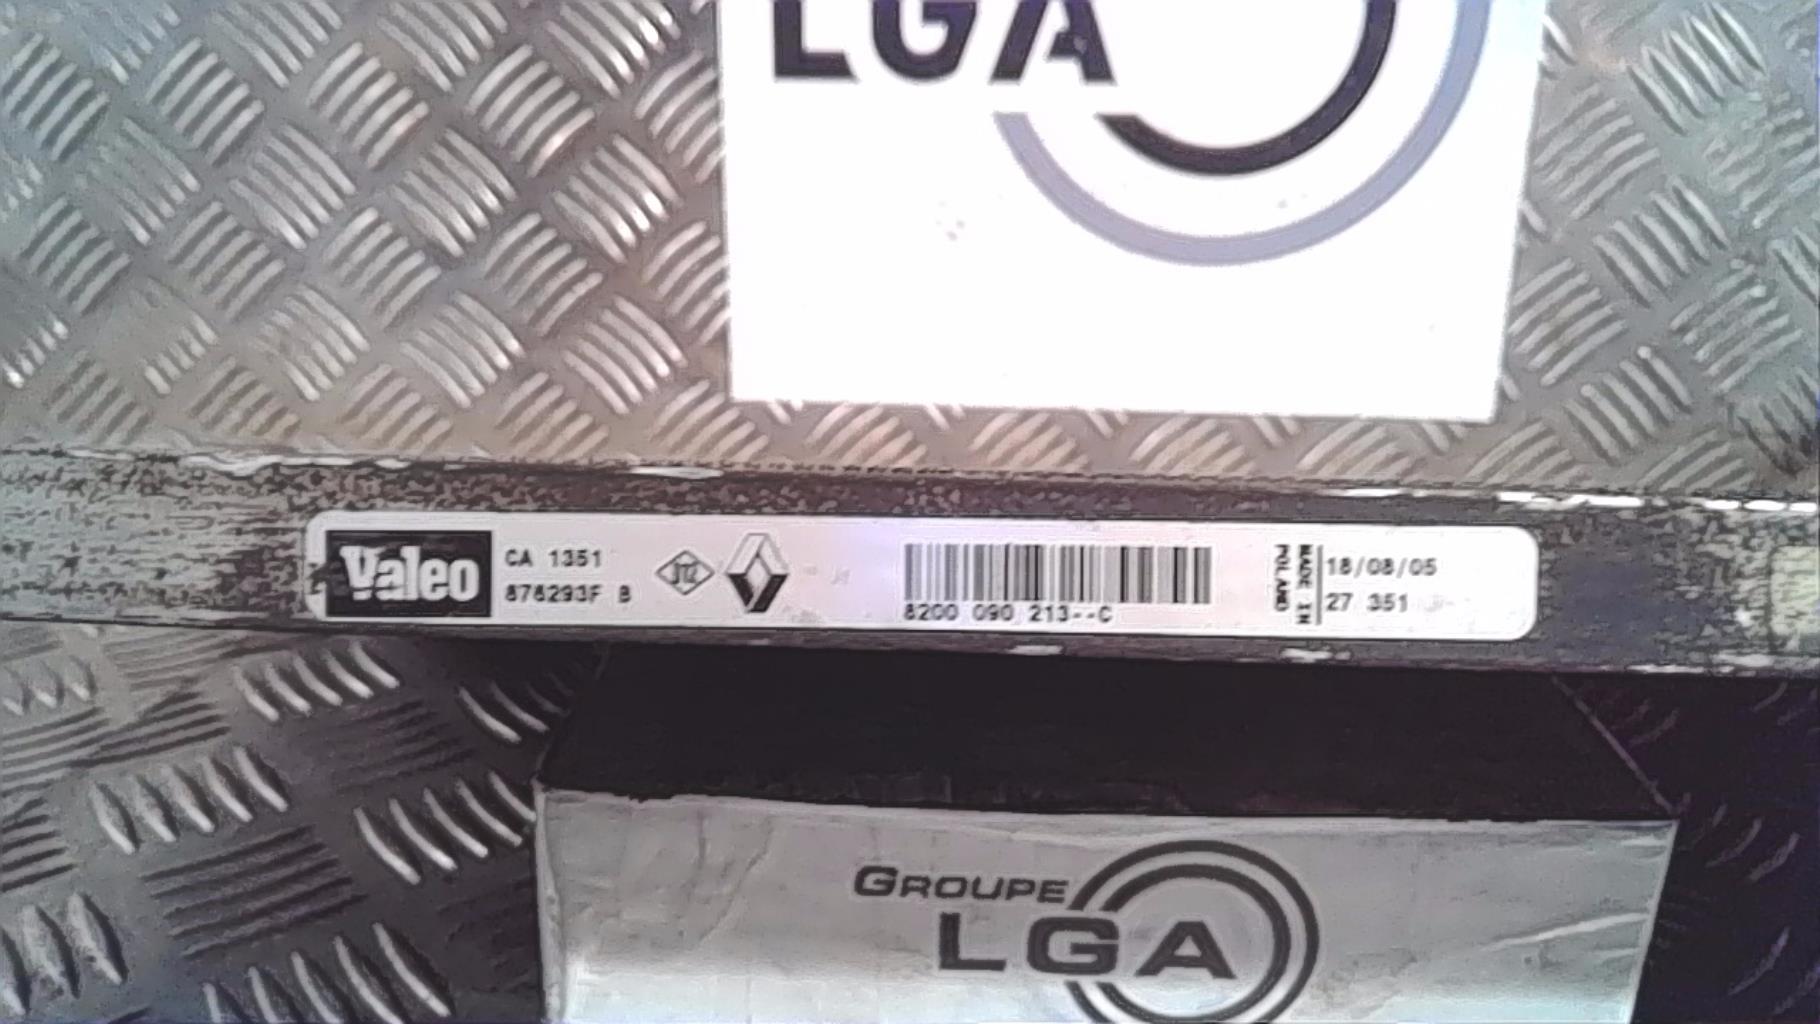 LGA
Valeo
CA 1351
876293F B
8200 090 213--C
MADE IN
POLAND
18/08/05
27 351
GROUPE
LGA